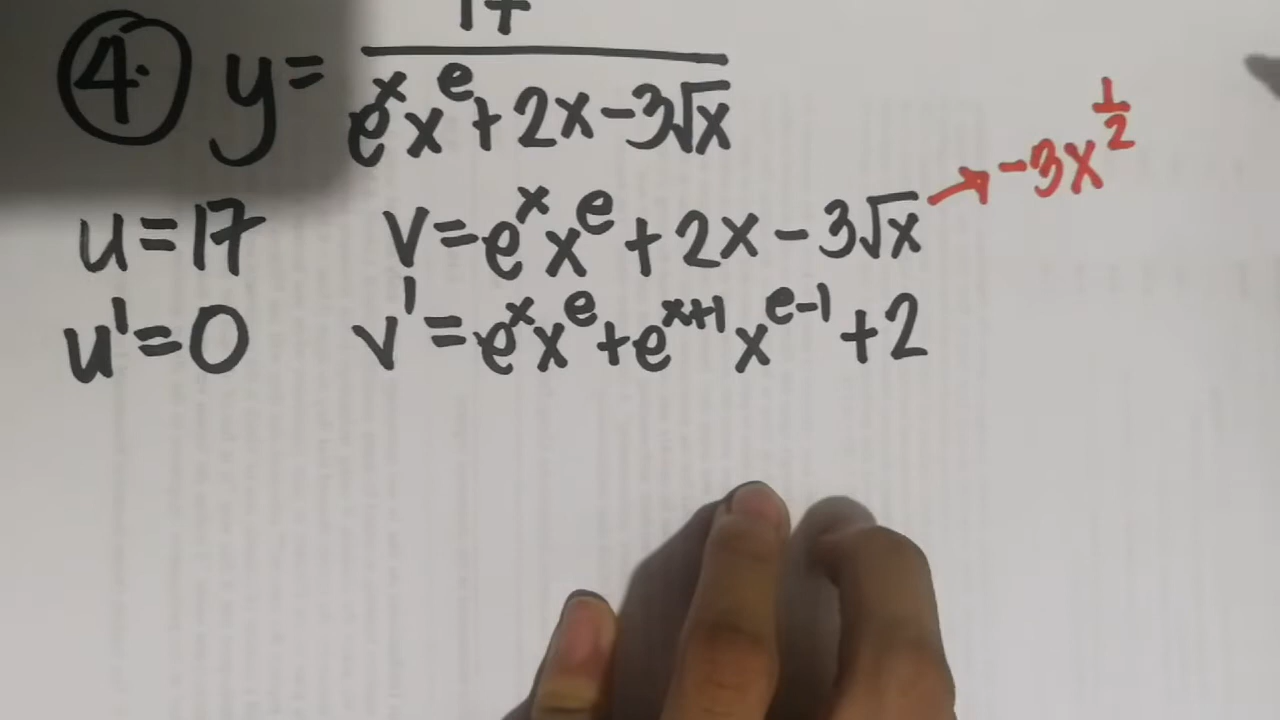 ④ y = 17 / (e^x x^e + 2x - 3√x)
→ -3x^(1/2)
u = 17 v = e^x x^e + 2x - 3√x
u' = 0 v' = e^x x^e + e^(x+1) x^(e-1) + 2